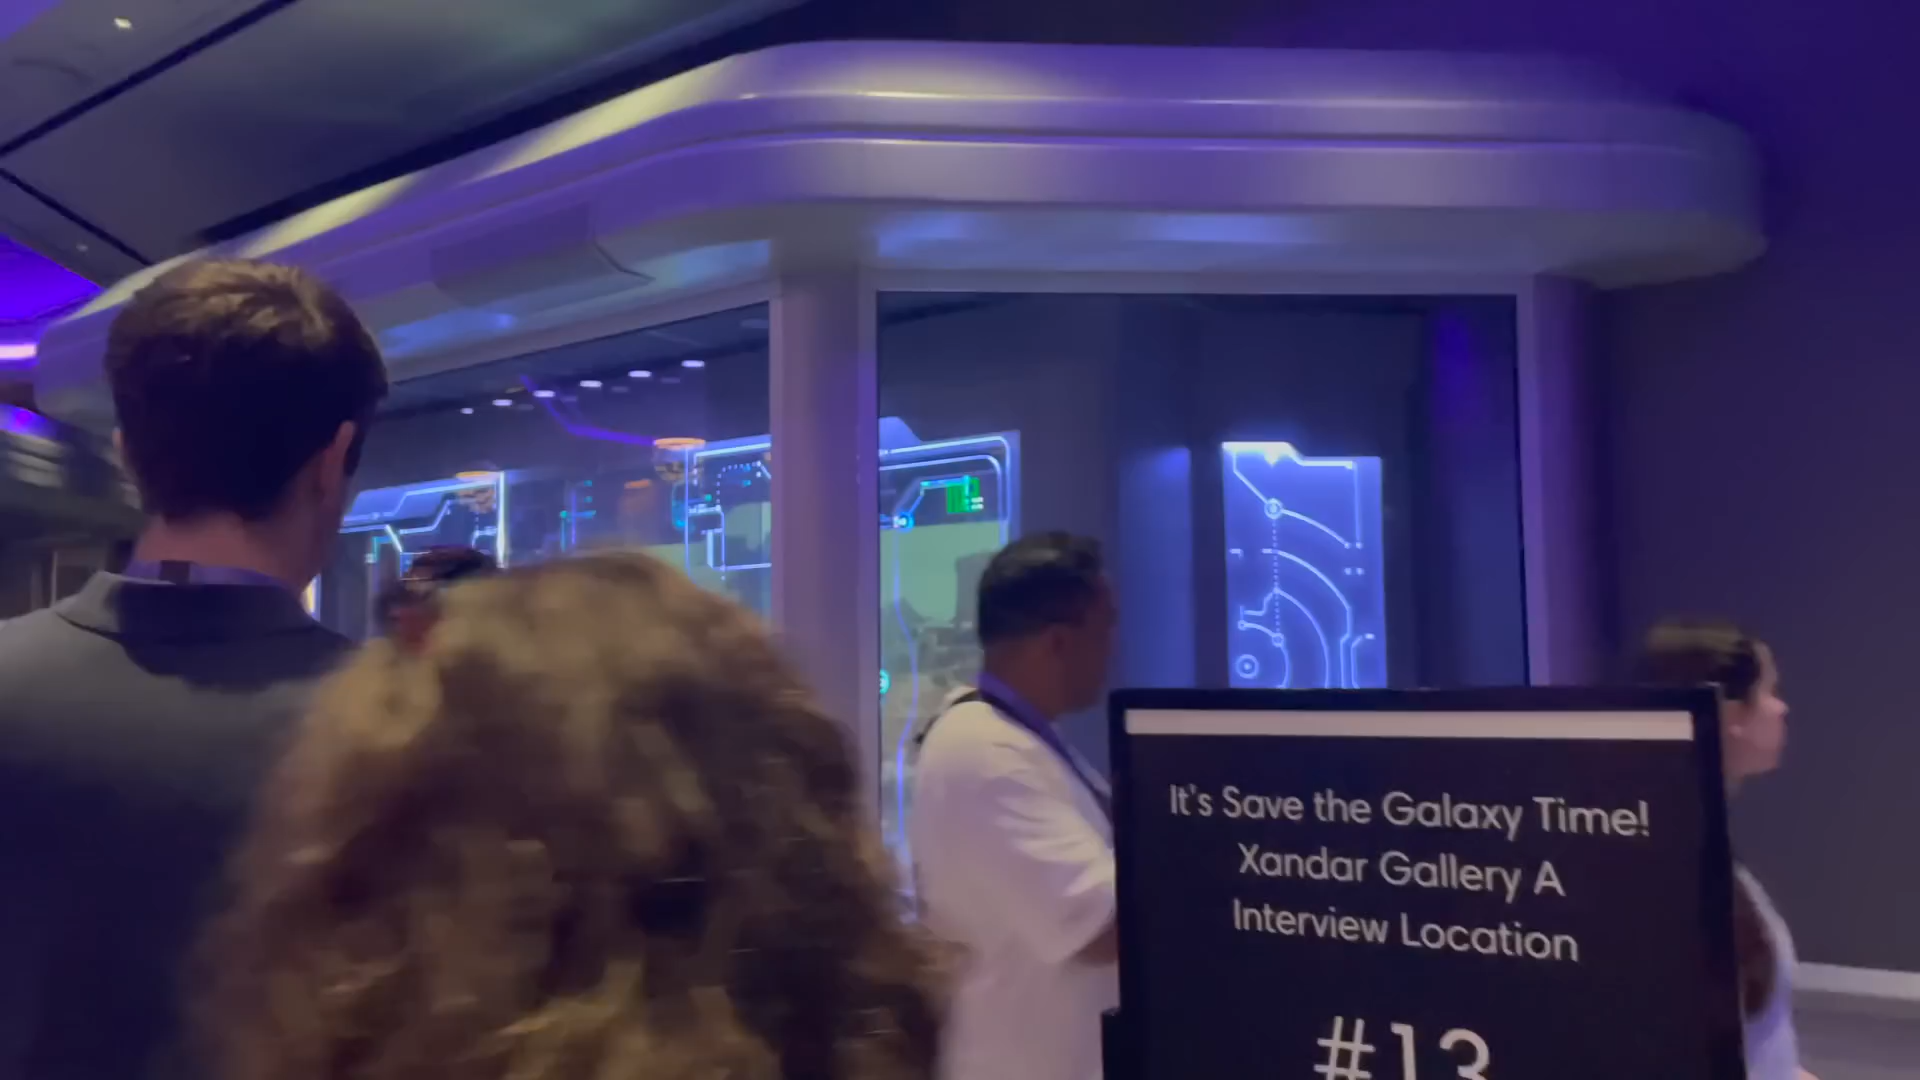 It's Save the Galaxy Time!
Xandar Gallery A
Interview Location
#13